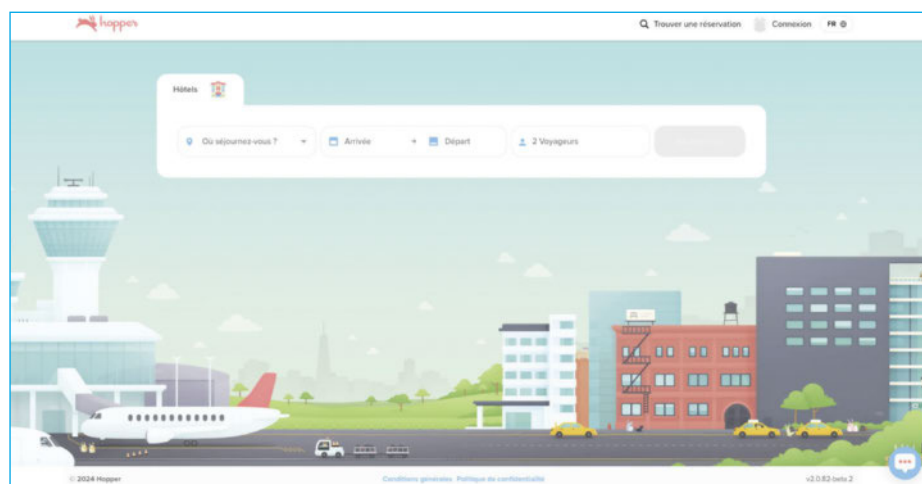 hopper
Trouver une réservation
Connexion
FR
Hôtels
Où séjournez-vous ?
Arrivée
Départ
2 Voyageurs
© 2024 Hopper
Conditions générales Politique de confidentialité
v2.0.82-beta.2